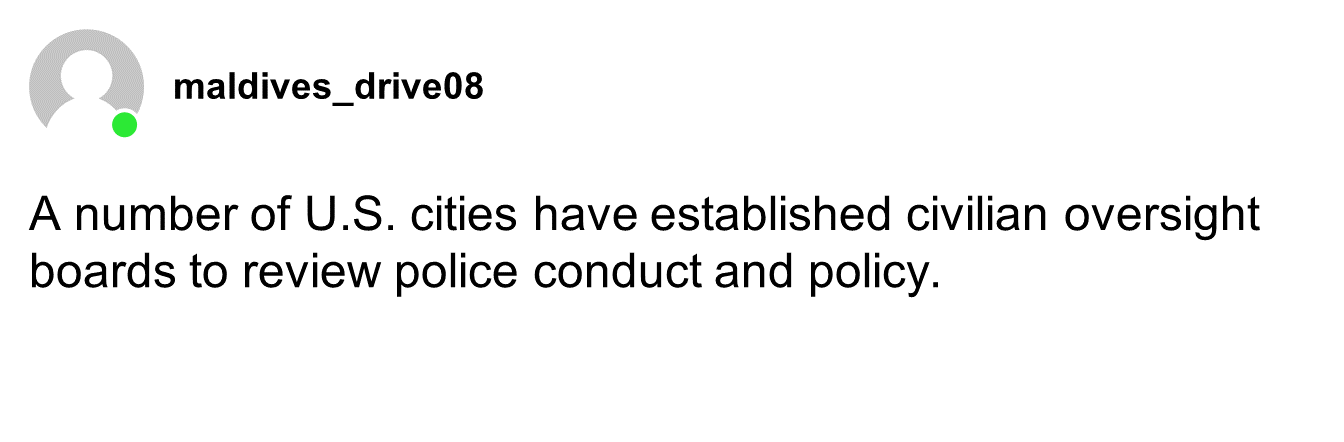 maldives_drive08
A number of U.S. cities have established civilian oversight
boards to review police conduct and policy.